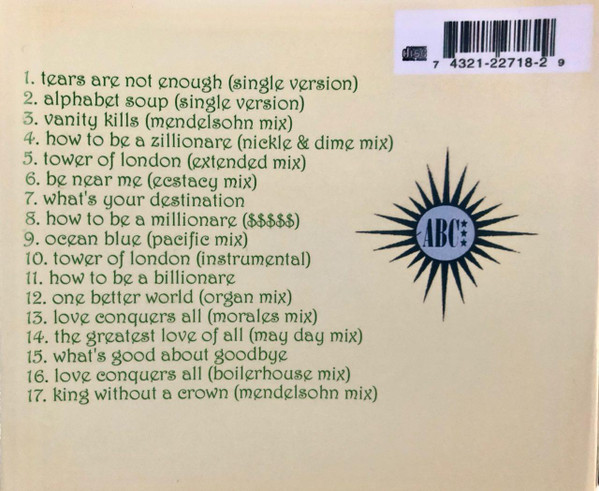 7 4321-22718-2 9
1. tears are not enough (single version)
2. alphabet soup (single version)
3. vanity kills (mendelsohn mix)
4. how to be a zillionare (nickle & dime mix)
5. tower of london (extended mix)
6. be near me (ecstacy mix)
7. what's your destination
8. how to be a millionare ($$$$$)
9. ocean blue (pacific mix)
10. tower of london (instrumental)
11. how to be a billionare
12. one better world (organ mix)
13. love conquers all (morales mix)
14. the greatest love of all (may day mix)
15. what's good about goodbye
16. love conquers all (boilerhouse mix)
17. king without a crown (mendelsohn mix)
ABC